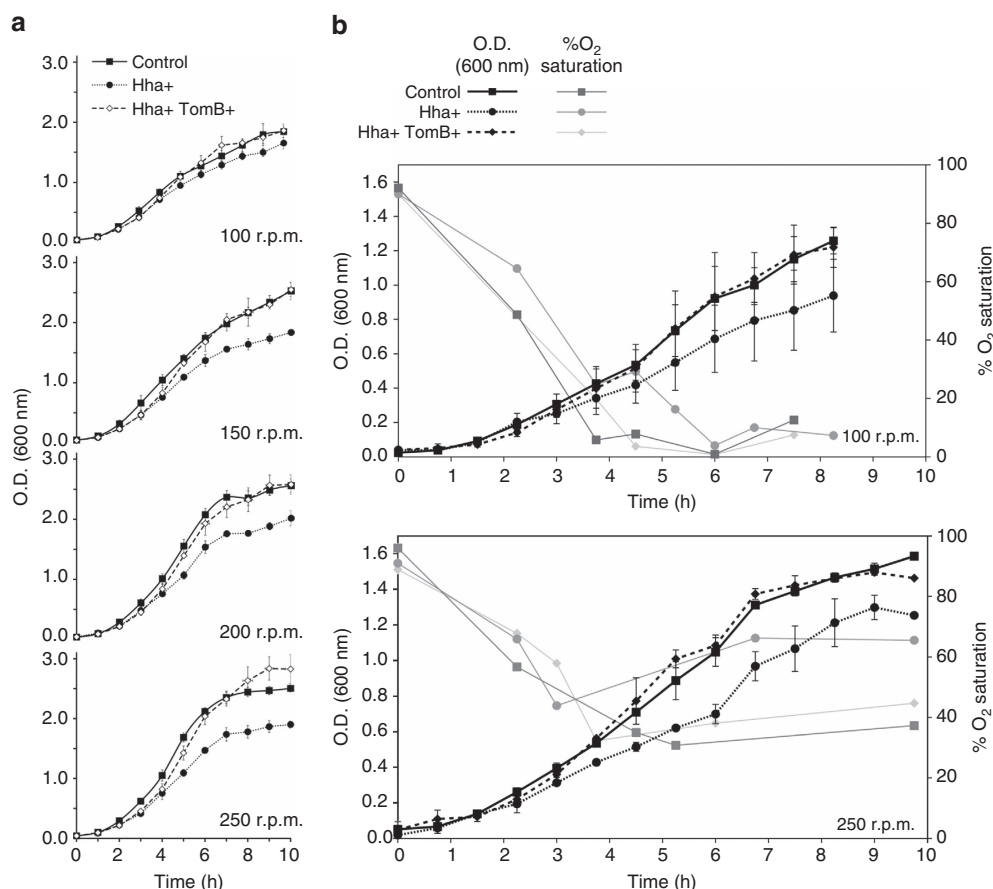 a
3.0
Control
Hha+
Hha+ TomB+
2.0
1.0
0.0
100 r.p.m.
3.0
2.0
1.0
0.0
150 r.p.m.
3.0
2.0
1.0
0.0
200 r.p.m.
3.0
2.0
1.0
0.0
250 r.p.m.
0 2 4 6 8 10
Time (h)
O.D. (600 nm)
b
O.D. %O2
(600 nm) saturation
Control
Hha+
Hha+ TomB+
1.6
1.4
1.2
1.0
0.8
0.6
0.4
0.2
0.0
O.D. (600 nm)
100
80
60
40
20
0
% O2 saturation
100 r.p.m.
0 1 2 3 4 5 6 7 8 9 10
Time (h)
1.6
1.4
1.2
1.0
0.8
0.6
0.4
0.2
0.0
O.D. (600 nm)
100
80
60
40
20
0
% O2 saturation
250 r.p.m.
0 1 2 3 4 5 6 7 8 9 10
Time (h)